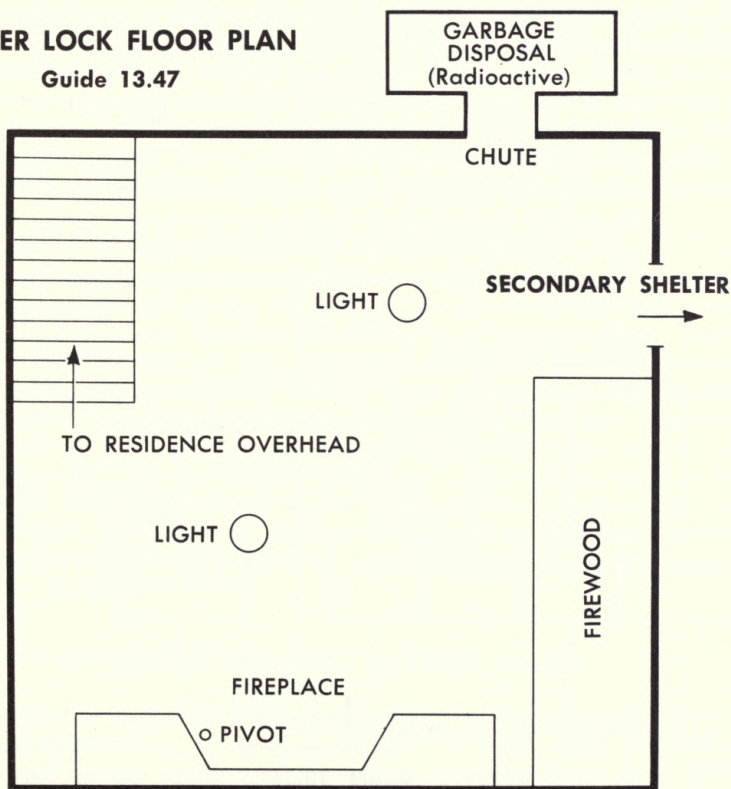 LOCK FLOOR PLAN
Guide 13.47
GARBAGE
DISPOSAL
(Radioactive)
CHUTE
SECONDARY SHELTER
LIGHT
TO RESIDENCE OVERHEAD
LIGHT
FIREWOOD
FIREPLACE
PIVOT